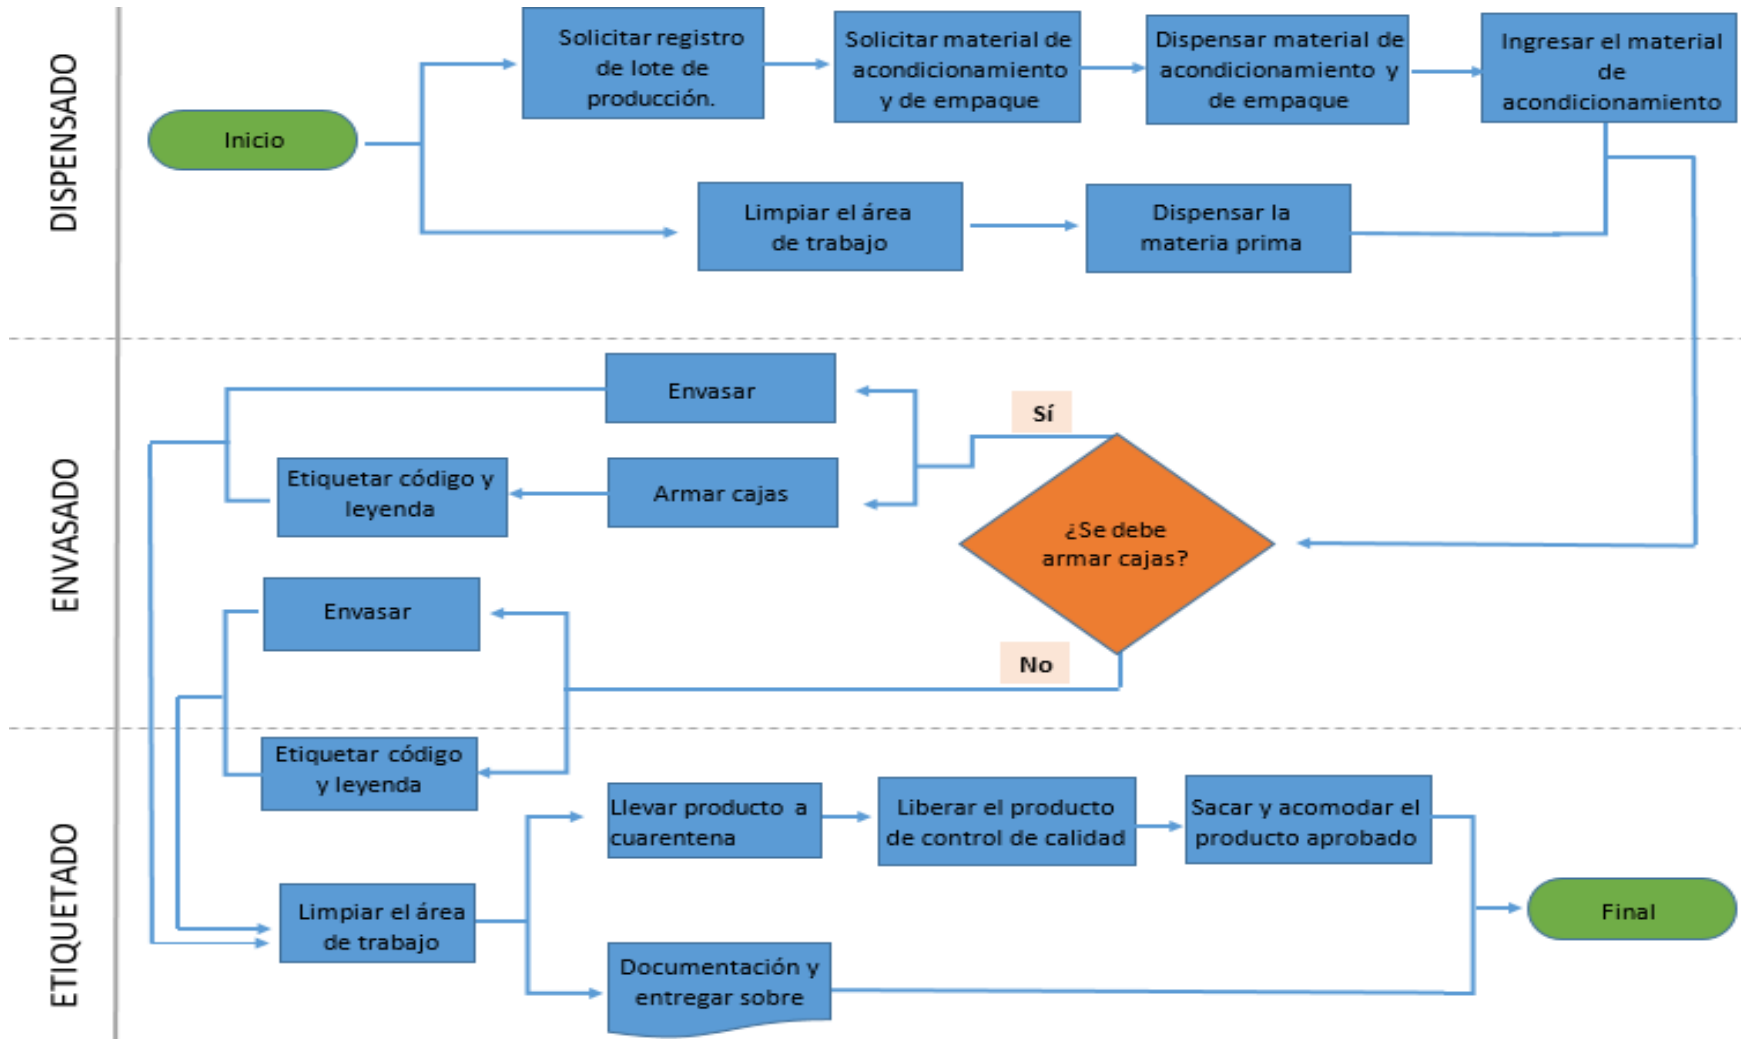 DISPENSADO
Inicio
Solicitar registro
de lote de
producción.
Solicitar material de
acondicionamiento
y de empaque
Dispensar material de
acondicionamiento y
de empaque
Ingresar el material
de
acondicionamiento
Limpiar el área
de trabajo
Dispensar la
materia prima
ENVASADO
Envasar
Sí
Etiquetar código y
leyenda
Armar cajas
¿Se debe
armar cajas?
Envasar
No
ETIQUETADO
Etiquetar código
y leyenda
Llevar producto a
cuarentena
Liberar el producto
de control de calidad
Sacar y acomodar el
producto aprobado
Limpiar el área
de trabajo
Final
Documentación y
entregar sobre